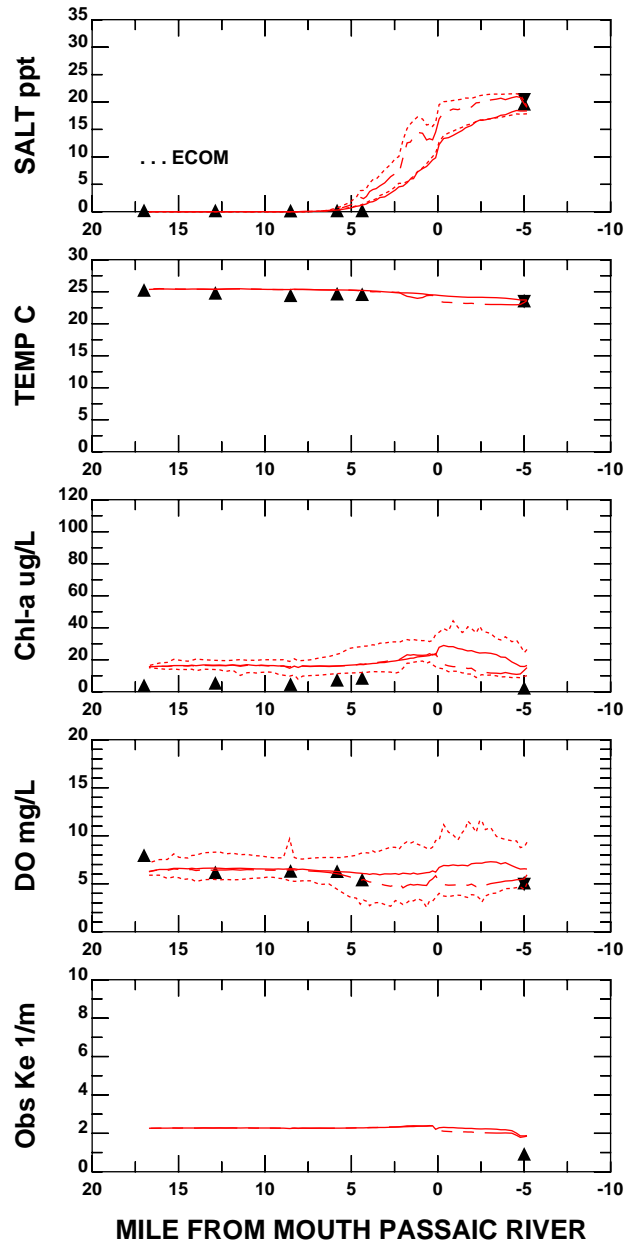 SALT ppt
35
30
25
20
15
10
5
0
. . . ECOM
20 15 10 5 0 -5 -10
TEMP C
30
25
20
15
10
5
0
20 15 10 5 0 -5 -10
Chl-a ug/L
120
100
80
60
40
20
0
20 15 10 5 0 -5 -10
DO mg/L
20
15
10
5
0
20 15 10 5 0 -5 -10
Obs Ke 1/m
10
8
6
4
2
0
20 15 10 5 0 -5 -10
MILE FROM MOUTH PASSAIC RIVER